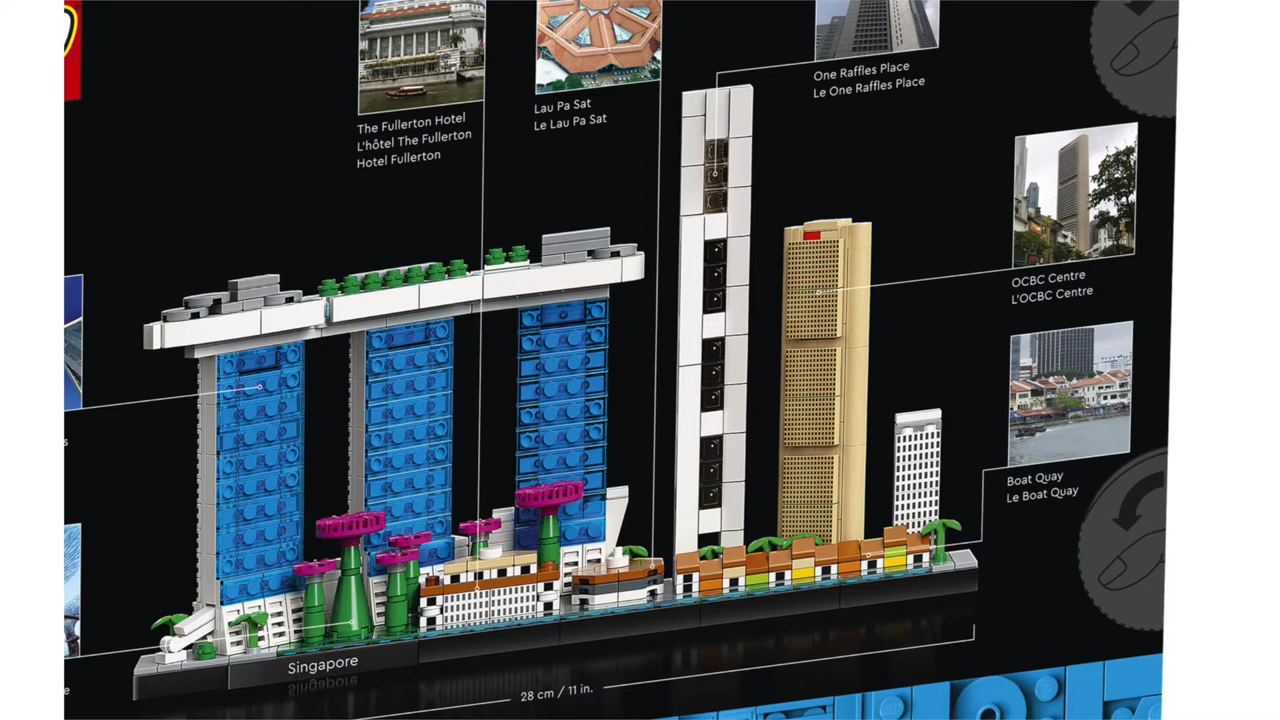 The Fullerton Hotel
L'hôtel The Fullerton
Hotel Fullerton
Lau Pa Sat
Le Lau Pa Sat
One Raffles Place
Le One Raffles Place
OCBC Centre
L'OCBC Centre
Boat Quay
Le Boat Quay
Singapore
28 cm / 11 in.